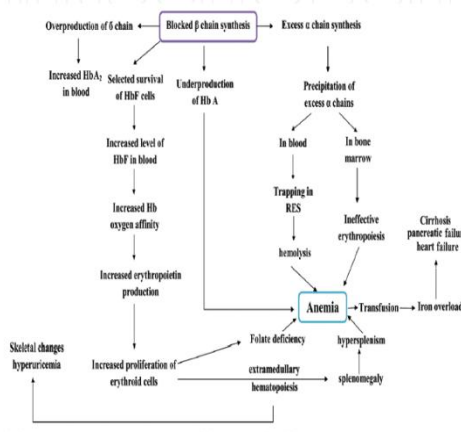 Overproduction of δ chain
Blocked β chain synthesis
Excess α chain synthesis
Increased HbA₂
in blood
Selected survival
of HbF cells
Underproduction
of Hb A
Precipitation of
excess α chains
Increased level of
HbF in blood
In blood
In bone
marrow
Trapping in
RES
Increased Hb
oxygen affinity
Ineffective
erythropoiesis
Cirrhosis
pancreatic failure
heart failure
hemolysis
Increased erythropoietin
production
Anemia
Transfusion
Iron overload
Folate deficiency
hypersplenism
Skeletal changes
hyperuricemia
Increased proliferation of
erythroid cells
extramedullary
hematopoiesis
splenomegaly